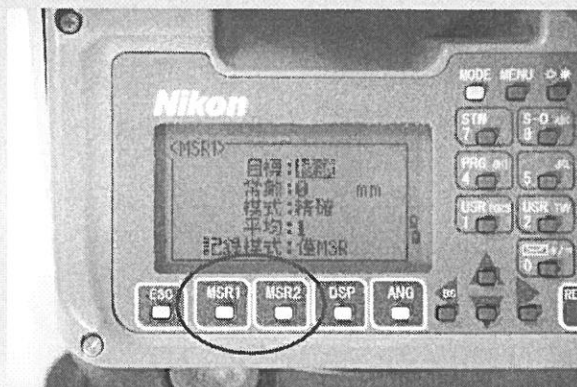 MODE MENU
Nikon
STN S-O ABC
7 8
<MSR1>
目標:
PRG
常數:0 mm
4 5
模式:精確
USR USR
平均:1
1 2
記錄模式:僅MSR
0
ESC MSR1 MSR2 DSP ANG BS